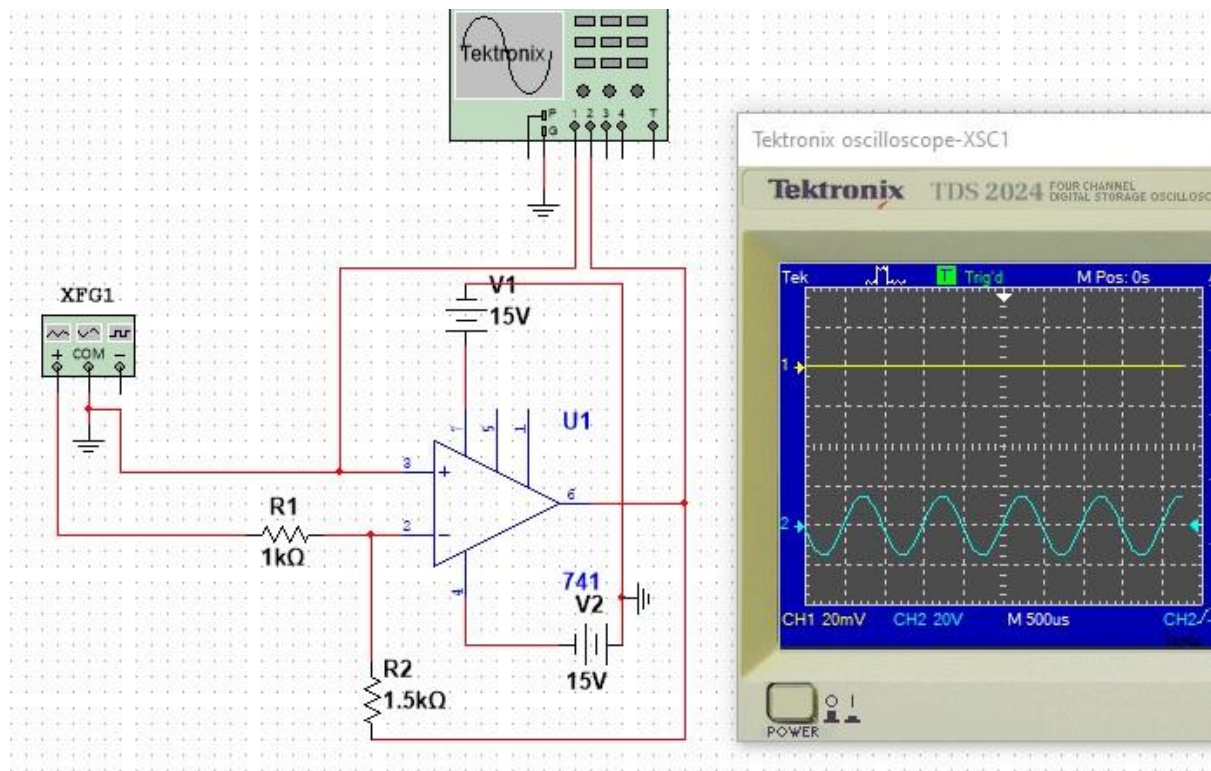 Tektronix
P 1 2 3 4 T
G
XFG1
+ COM −
V1
15V
U1
7 5 1
3 +
6
2 −
4
R1
1kΩ
741
V2
15V
R2
1.5kΩ
Tektronix oscilloscope-XSC1
Tektronix TDS 2024 FOUR CHANNEL
DIGITAL STORAGE OSCILLOSC
Tek T Trig'd M Pos: 0s
1
2
CH1 20mV CH2 20V M 500us CH2
POWER